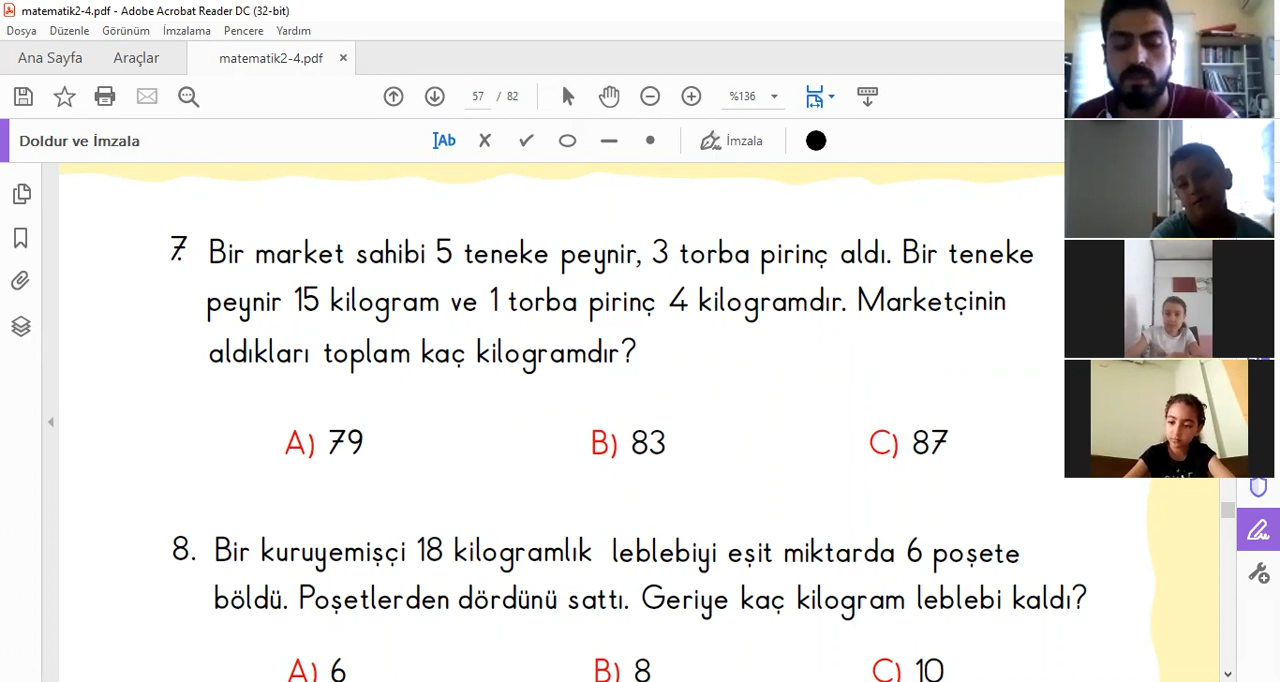 matematik2-4.pdf - Adobe Acrobat Reader DC (32-bit)
Dosya Düzenle Görünüm İmzalama Pencere Yardım
Ana Sayfa Araçlar matematik2-4.pdf ×
57 / 82 %136
Doldur ve İmzala Ab İmzala
7. Bir market sahibi 5 teneke peynir, 3 torba pirinç aldı. Bir teneke
peynir 15 kilogram ve 1 torba pirinç 4 kilogramdır. Marketçinin
aldıkları toplam kaç kilogramdır?
A) 79 B) 83 C) 87
8. Bir kuruyemişçi 18 kilogramlık leblebiyi eşit miktarda 6 poşete
böldü. Poşetlerden dördünü sattı. Geriye kaç kilogram leblebi kaldı?
A) 6 B) 8 C) 10